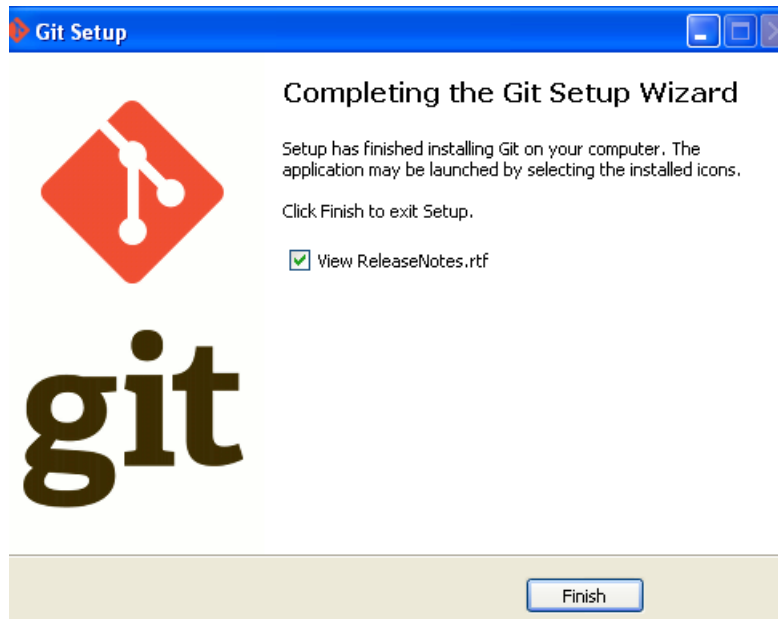 Git Setup
Completing the Git Setup Wizard
Setup has finished installing Git on your computer. The
application may be launched by selecting the installed icons.
Click Finish to exit Setup.
View ReleaseNotes.rtf
git
Finish